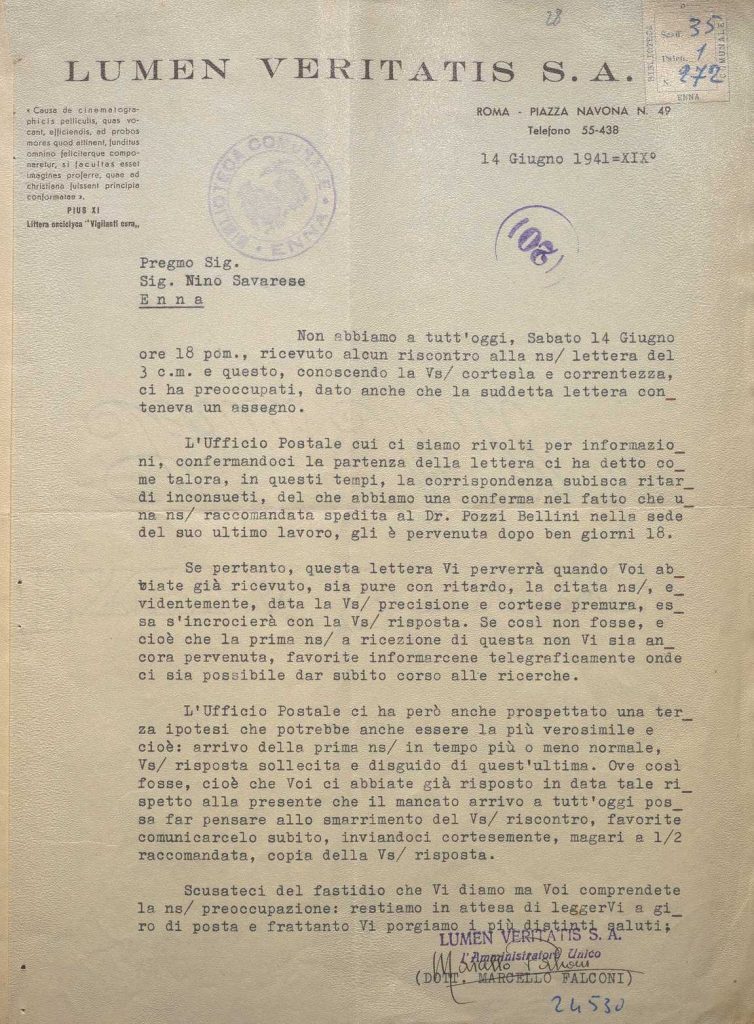 28
BIBLIOTECA COMUNALE
Scaff. 35
Palch. 1
N. 272
ENNA
LUMEN VERITATIS S. A.
« Causa de cinematogra-
phicis pelliculis, quas vo-
cant, efficiendis, ad probos
mores quod attinent, funditus
omnino feliciterque compo-
neretur, si facultas esset
imagines proferre, quae ad
christiana fuissent principia
conformatae ».
PIUS XI
Littera enciclyca "Vigilanti cura„
ROMA - PIAZZA NAVONA N. 49
Telefono 55-438
14 Giugno 1941=XIX°
BIBLIOTECA COMUNALE
ENNA
(20)
Pregmo Sig.
Sig. Nino Savarese
E n n a
Non abbiamo a tutt'oggi, Sabato 14 Giugno
ore 18 pom., ricevuto alcun riscontro alla ns/ lettera del
3 c.m. e questo, conoscendo la Vs/ cortesìa e correntezza,
ci ha preoccupati, dato anche che la suddetta lettera con_
teneva un assegno.
L'Ufficio Postale cui ci siamo rivolti per informazio_
ni, confermandoci la partenza della lettera ci ha detto co_
me talora, in questi tempi, la corrispondenza subisca ritar_
di inconsueti, del che abbiamo una conferma nel fatto che u_
na ns/ raccomandata spedita al Dr. Pozzi Bellini nella sede
del suo ultimo lavoro, gli è pervenuta dopo ben giorni 18.
Se pertanto, questa lettera Vi perverrà quando Voi ab_
biate già ricevuto, sia pure con ritardo, la citata ns/, e_
videntemente, data la Vs/ precisione e cortese premura, es_
sa s'incrocierà con la Vs/ risposta. Se così non fosse, e
cioè che la prima ns/ a ricezione di questa non Vi sia an_
cora pervenuta, favorite informarcene telegraficamente onde
ci sia possibile dar subito corso alle ricerche.
L'Ufficio Postale ci ha però anche prospettato una ter_
za ipotesi che potrebbe anche essere la più verosimile e
cioè: arrivo della prima ns/ in tempo più o meno normale,
Vs/ risposta sollecita e disguido di quest'ultima. Ove così
fosse, cioè che Voi ci abbiate già risposto in data tale ri_
spetto alla presente che il mancato arrivo a tutt'oggi pos_
sa far pensare allo smarrimento del Vs/ riscontro, favorite
comunicarcelo subito, inviandoci cortesemente, magari a 1/2
raccomandata, copia della Vs/ risposta.
Scusateci del fastidio che Vi diamo ma Voi comprendete
la ns/ preoccupazione: restiamo in attesa di leggerVi a gi_
ro di posta e frattanto Vi porgiamo i più distinti saluti;
LUMEN VERITATIS S. A.
l'Amministratore Unico
Marcello Falconi
(DOTT. MARCELLO FALCONI)
24530